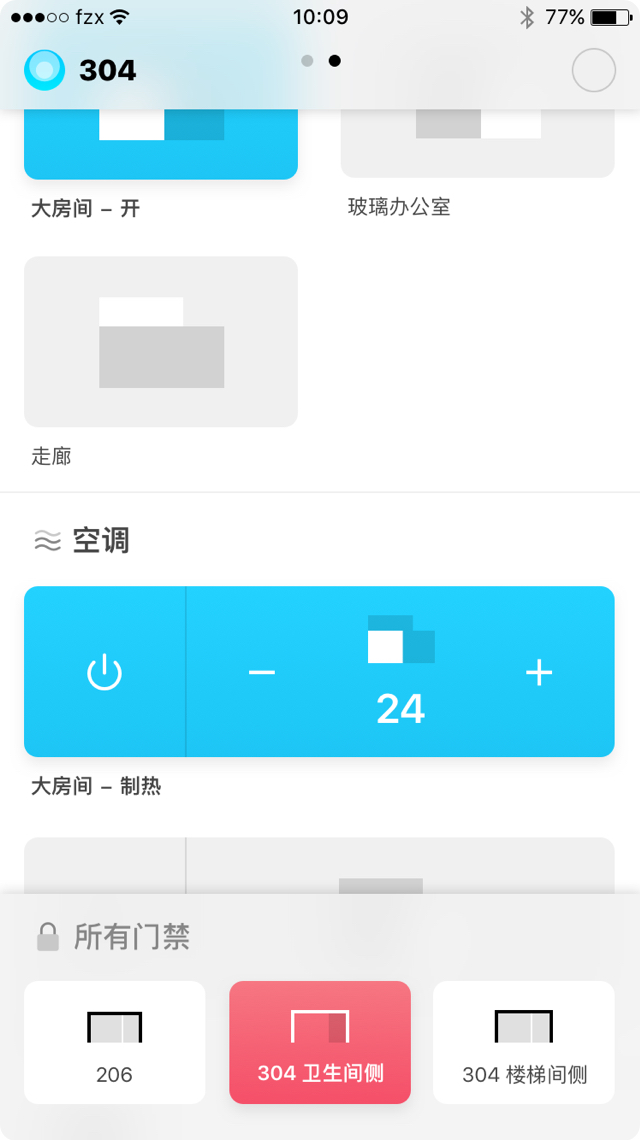 fzx 10:09 77%
304
大房间 – 开
玻璃办公室
走廊
空调
24
大房间 – 制热
所有门禁
206
304 卫生间侧
304 楼梯间侧